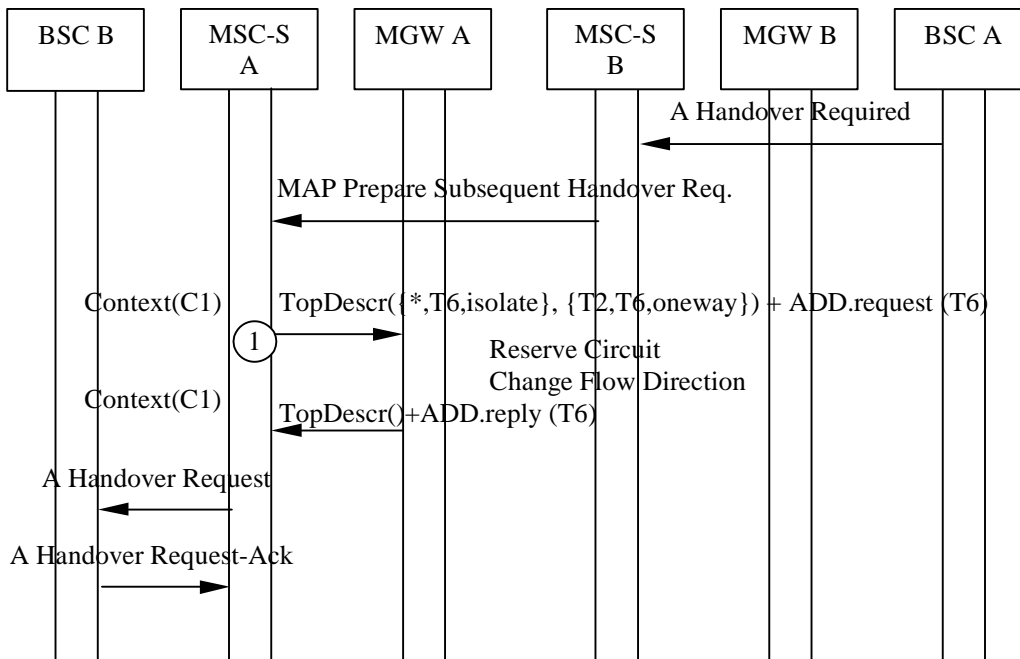 BSC B
MSC-S
A
MGW A
MSC-S
B
MGW B
BSC A
A Handover Required
MAP Prepare Subsequent Handover Req.
Context(C1)
TopDescr({*,T6,isolate}, {T2,T6,oneway}) + ADD.request (T6)
1
Reserve Circuit
Change Flow Direction
Context(C1)
TopDescr()+ADD.reply (T6)
A Handover Request
A Handover Request-Ack